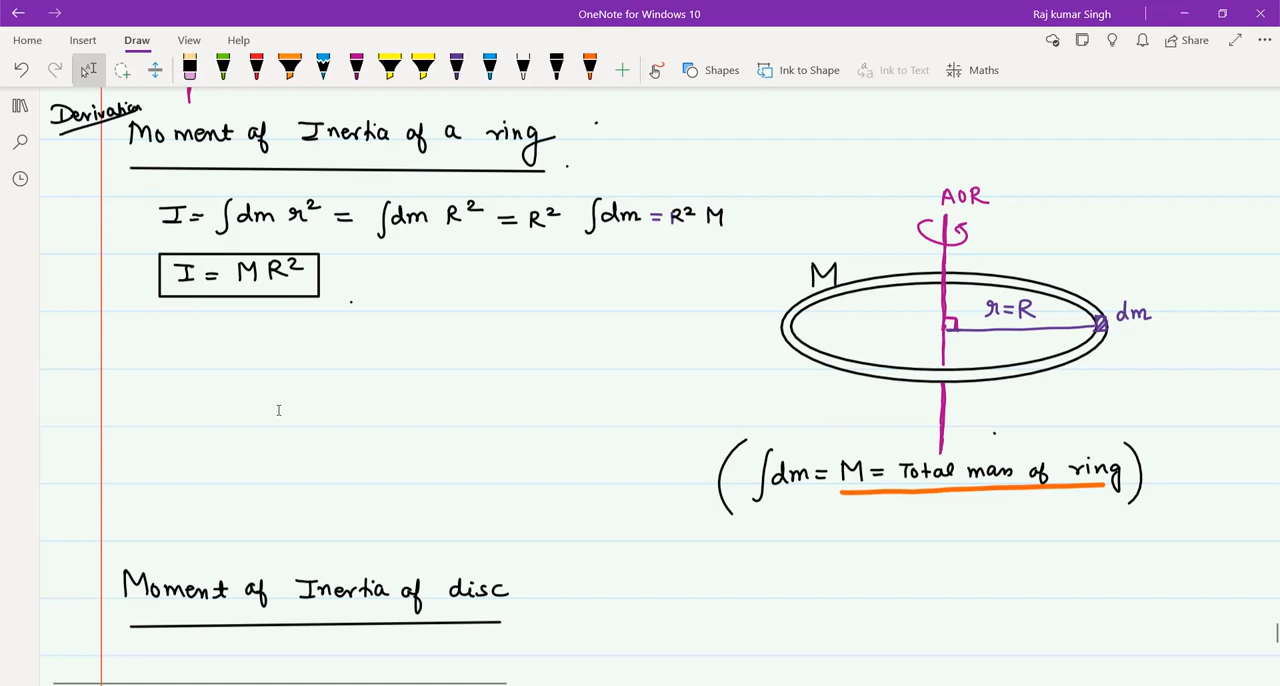 OneNote for Windows 10
Raj kumar Singh
Home Insert Draw View Help
Share
Shapes Ink to Shape Ink to Text Maths
Derivation
Moment of Inertia of a ring
I = ∫dm r² = ∫dm R² = R² ∫dm = R² M
I = M R²
AOR
M
r=R
dm
(∫dm = M = Total mass of ring)
Moment of Inertia of disc